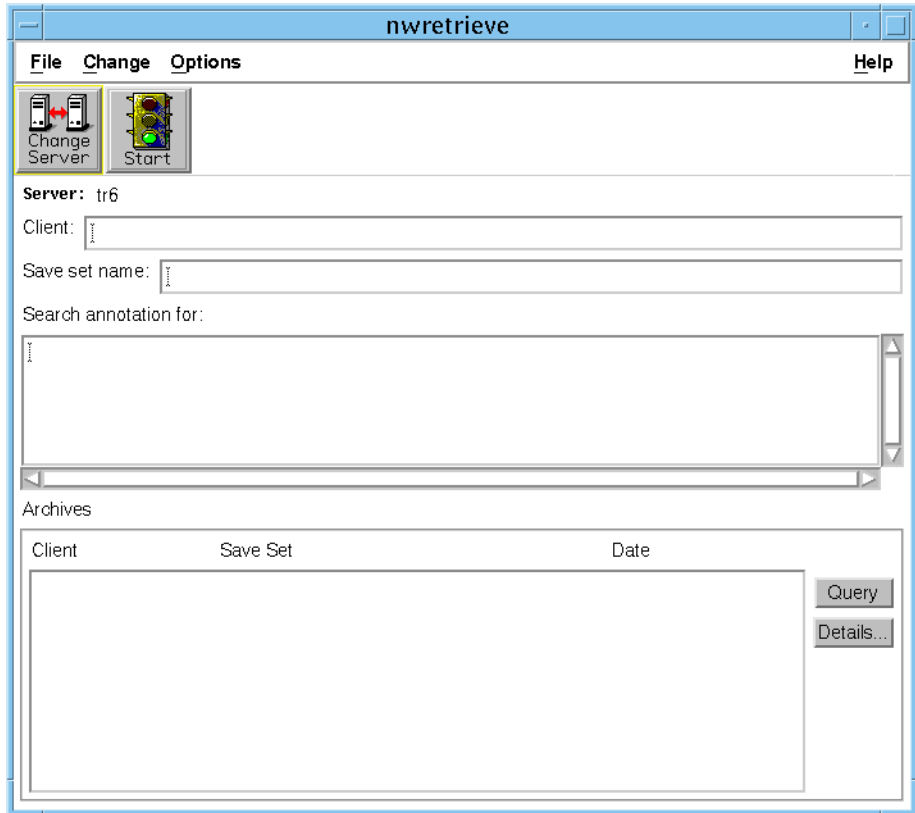 nwretrieve
File Change Options Help
Change Server
Start
Server: tr6
Client:
Save set name:
Search annotation for:
Archives
Client Save Set Date
Query
Details...